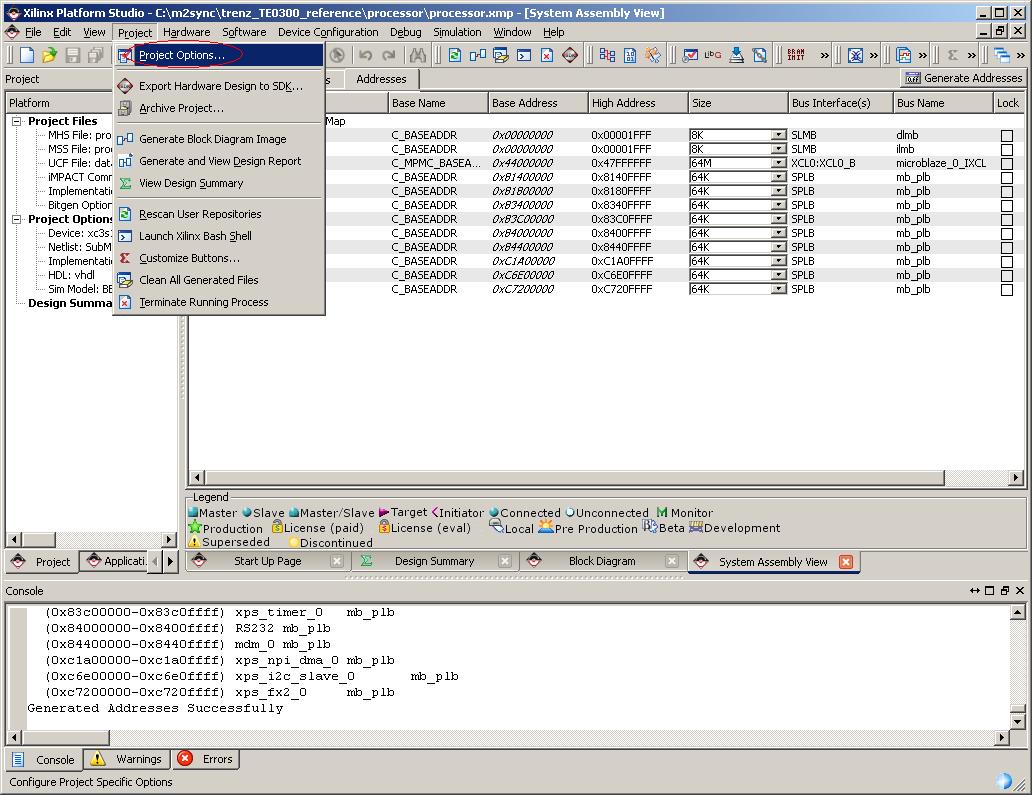 Xilinx Platform Studio - C:\m2sync\trenz_TE0300_reference\processor\processor.xmp - [System Assembly View]
File Edit View Project Hardware Software Device Configuration Debug Simulation Window Help
Project Options...
Export Hardware Design to SDK...
Archive Project...
Generate Block Diagram Image
Generate and View Design Report
View Design Summary
Rescan User Repositories
Launch Xilinx Bash Shell
Customize Buttons...
Clean All Generated Files
Terminate Running Process
BRAM INIT
Project
Addresses
Generate Addresses
Platform
Project Files
MHS File: pro
MSS File: pro
UCF File: dat
iMPACT Comm
Implementati
Bitgen Option
Project Options
Device: xc3s
Netlist: SubM
Implementati
HDL: vhdl
Sim Model: BE
Design Summa
Map Base Name Base Address High Address Size Bus Interface(s) Bus Name Lock
C_BASEADDR 0x00000000 0x00001FFF 8K SLMB dlmb
C_BASEADDR 0x00000000 0x00001FFF 8K SLMB ilmb
C_MPMC_BASEA... 0x44000000 0x47FFFFFF 64M XCL0:XCL0_B microblaze_0_IXCL
C_BASEADDR 0x81400000 0x8140FFFF 64K SPLB mb_plb
C_BASEADDR 0x81800000 0x8180FFFF 64K SPLB mb_plb
C_BASEADDR 0x83400000 0x8340FFFF 64K SPLB mb_plb
C_BASEADDR 0x83C00000 0x83C0FFFF 64K SPLB mb_plb
C_BASEADDR 0x84000000 0x8400FFFF 64K SPLB mb_plb
C_BASEADDR 0x84400000 0x8440FFFF 64K SPLB mb_plb
C_BASEADDR 0xC1A00000 0xC1A0FFFF 64K SPLB mb_plb
C_BASEADDR 0xC6E00000 0xC6E0FFFF 64K SPLB mb_plb
C_BASEADDR 0xC7200000 0xC720FFFF 64K SPLB mb_plb
Legend
Master Slave Master/Slave Target Initiator Connected Unconnected M Monitor
Production License (paid) License (eval) Local Pre Production Beta Development
Superseded Discontinued
Project Applicati
Start Up Page Design Summary Block Diagram System Assembly View
Console
(0x83c00000-0x83c0ffff) xps_timer_0 mb_plb
(0x84000000-0x8400ffff) RS232 mb_plb
(0x84400000-0x8440ffff) mdm_0 mb_plb
(0xc1a00000-0xc1a0ffff) xps_npi_dma_0 mb_plb
(0xc6e00000-0xc6e0ffff) xps_i2c_slave_0 mb_plb
(0xc7200000-0xc720ffff) xps_fx2_0 mb_plb
Generated Addresses Successfully
Console Warnings Errors
Configure Project Specific Options